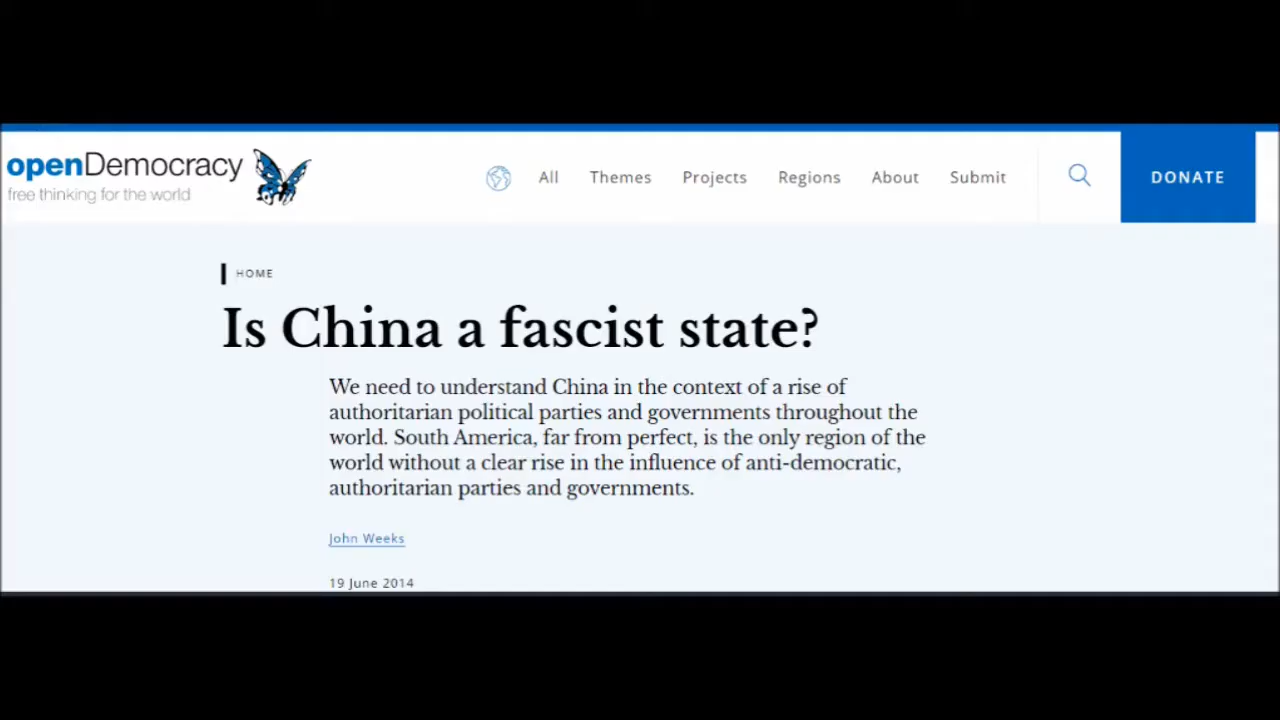 openDemocracy
free thinking for the world
All Themes Projects Regions About Submit DONATE
HOME
Is China a fascist state?
We need to understand China in the context of a rise of
authoritarian political parties and governments throughout the
world. South America, far from perfect, is the only region of the
world without a clear rise in the influence of anti-democratic,
authoritarian parties and governments.
John Weeks
19 June 2014